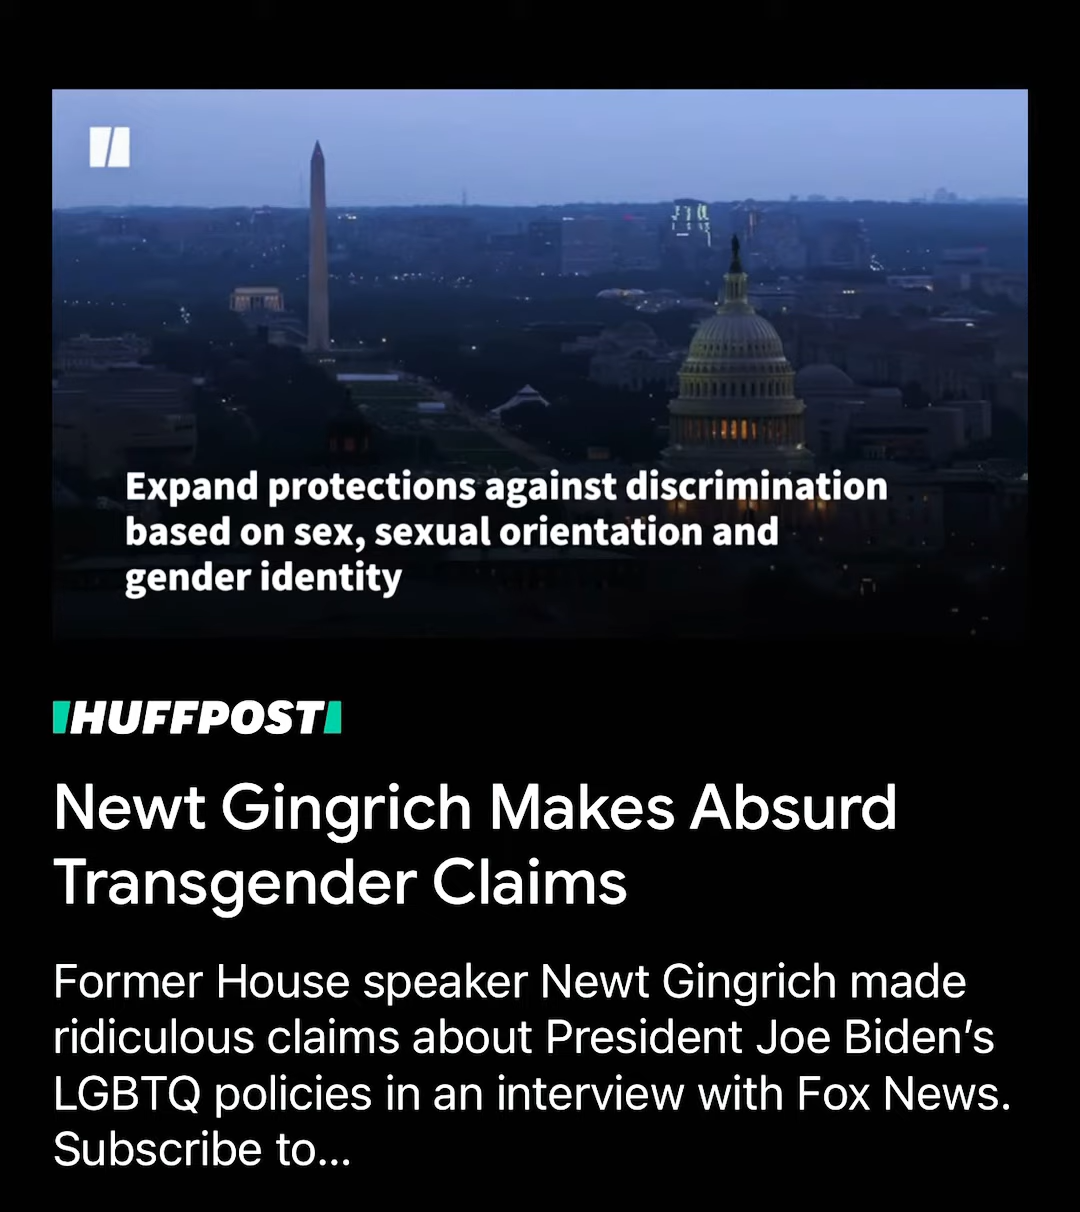 Expand protections against discrimination
based on sex, sexual orientation and
gender identity
HUFFPOST
Newt Gingrich Makes Absurd
Transgender Claims
Former House speaker Newt Gingrich made
ridiculous claims about President Joe Biden’s
LGBTQ policies in an interview with Fox News.
Subscribe to...